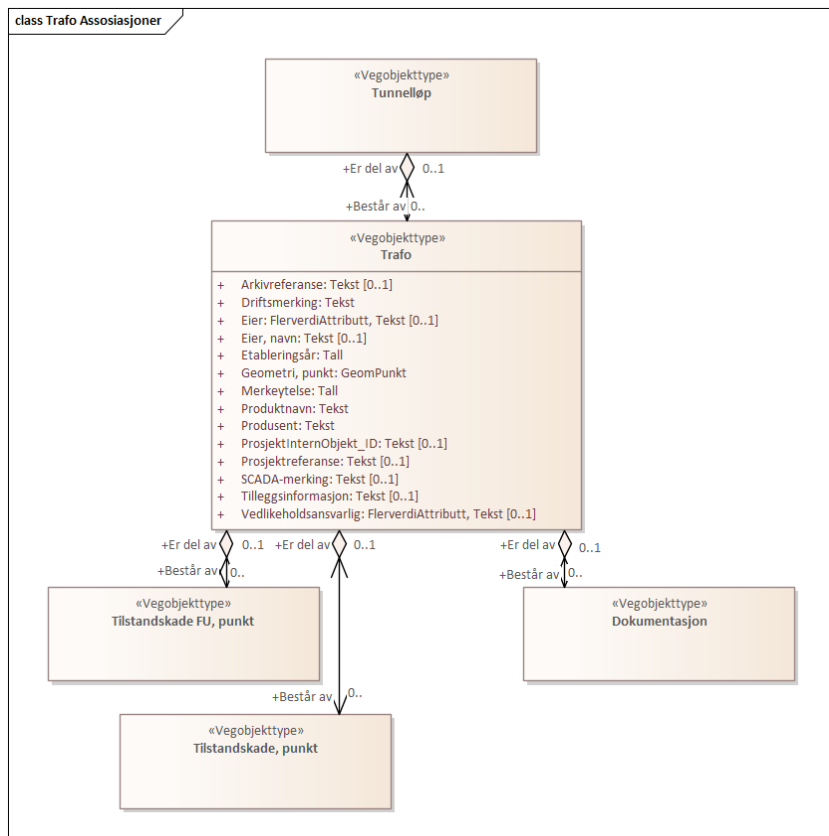 class Trafo Assosiasjoner
«Vegobjekttype»
Tunnelløp
+Er del av 0..1
+Består av 0..
«Vegobjekttype»
Trafo
+ Arkivreferanse: Tekst [0..1]
+ Driftsmerking: Tekst
+ Eier: FlerverdiAttributt, Tekst [0..1]
+ Eier, navn: Tekst [0..1]
+ Etableringsår: Tall
+ Geometri, punkt: GeomPunkt
+ Merkeytelse: Tall
+ Produktnavn: Tekst
+ Produsent: Tekst
+ ProsjektInternObjekt_ID: Tekst [0..1]
+ Prosjektreferanse: Tekst [0..1]
+ SCADA-merking: Tekst [0..1]
+ Tilleggsinformasjon: Tekst [0..1]
+ Vedlikeholdsansvarlig: FlerverdiAttributt, Tekst [0..1]
+Er del av 0..1 +Er del av 0..1 +Er del av 0..1
+Består av 0.. +Består av 0..
«Vegobjekttype»
Tilstandskade FU, punkt
«Vegobjekttype»
Dokumentasjon
+Består av 0..
«Vegobjekttype»
Tilstandskade, punkt